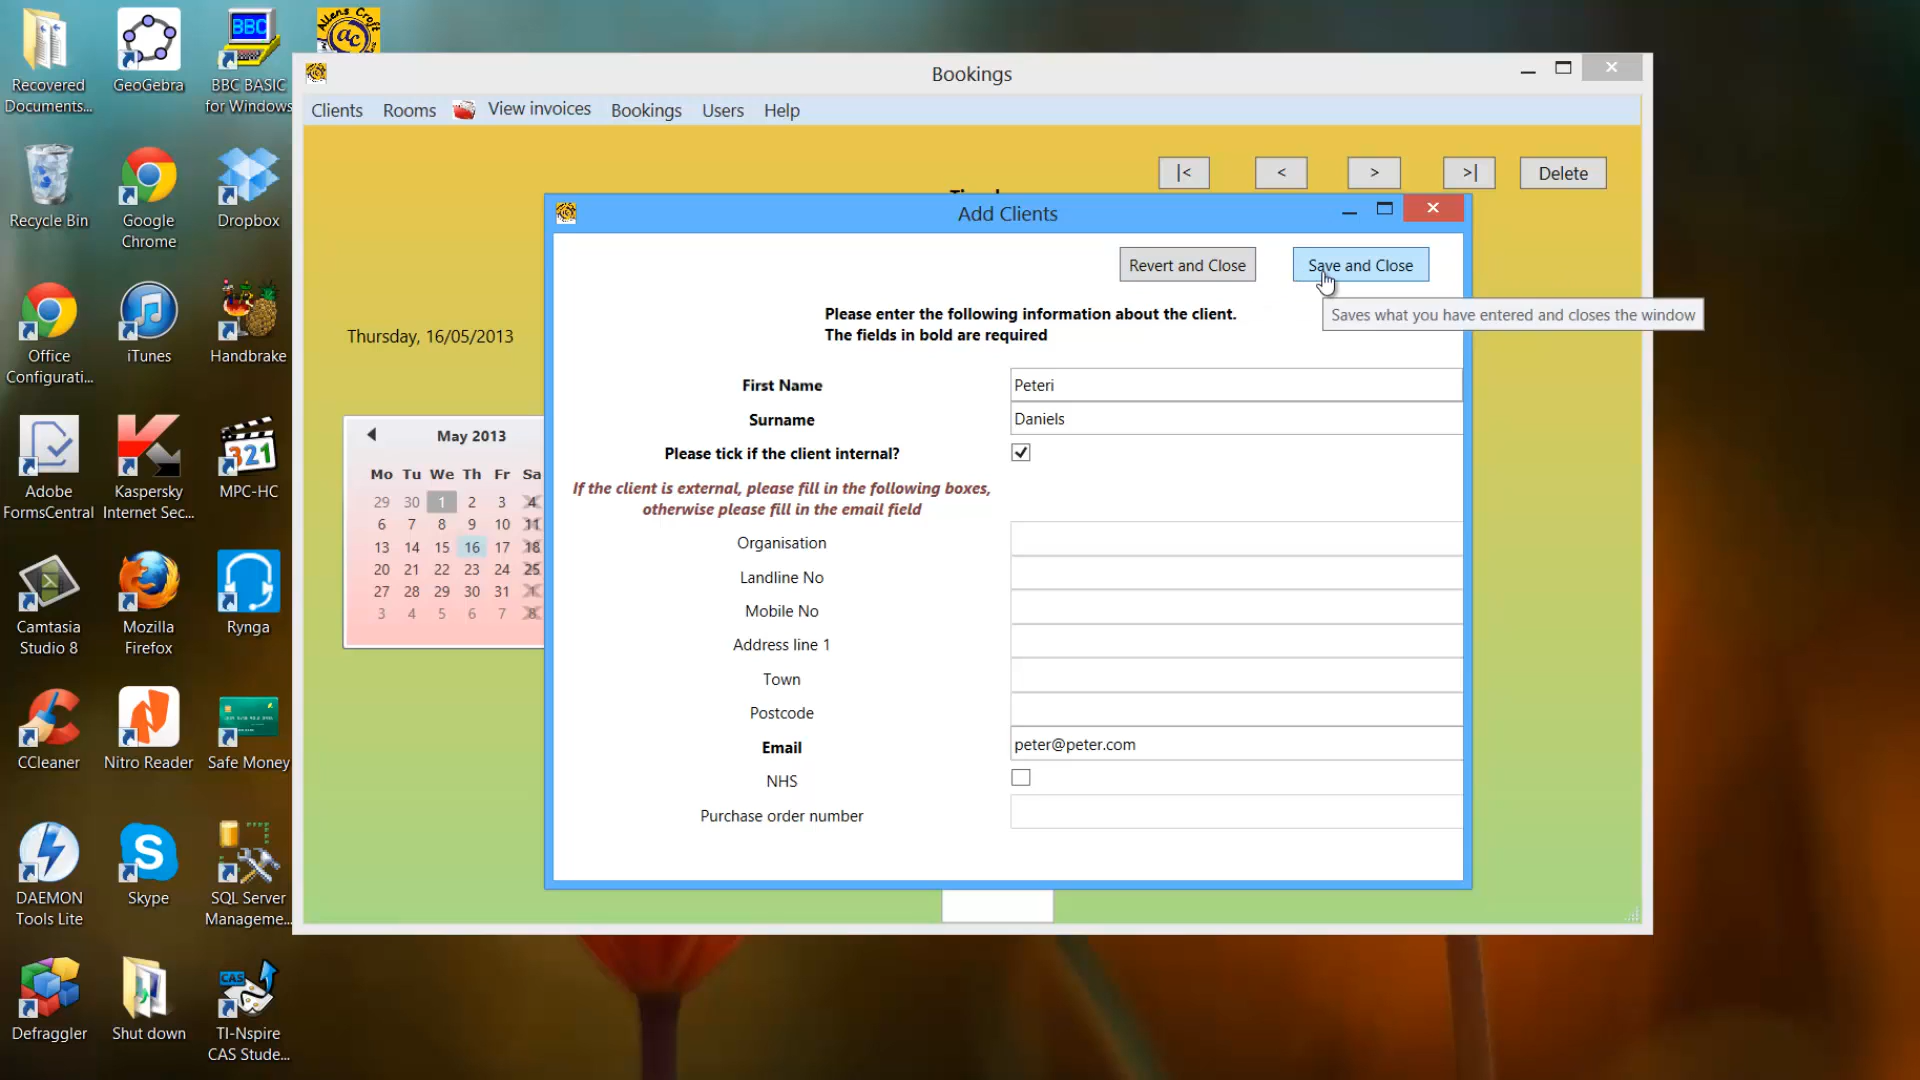 Recovered
Documents...
GeoGebra
BBC
BBC BASIC
for Windows
Allens Croft
ac
Recycle Bin
Google
Chrome
Dropbox
Office
Configurati...
iTunes
Handbrake
Adobe
FormsCentral
Kaspersky
Internet Sec...
321
MPC-HC
Camtasia
Studio 8
Mozilla
Firefox
Rynga
CCleaner
Nitro Reader
Safe Money
DAEMON
Tools Lite
Skype
SQL Server
Manageme...
Defraggler
Shut down
CAS
TI-Nspire
CAS Stude...
Bookings
Clients Rooms View invoices Bookings Users Help
|< < > >| Delete
Thursday, 16/05/2013
May 2013
Mo Tu We Th Fr Sa
29 30 1 2 3 4
6 7 8 9 10 11
13 14 15 16 17 18
20 21 22 23 24 25
27 28 29 30 31 1
3 4 5 6 7 8
Add Clients
Revert and Close Save and Close
Saves what you have entered and closes the window
Please enter the following information about the client.
The fields in bold are required
First Name Peteri
Surname Daniels
Please tick if the client internal?
If the client is external, please fill in the following boxes,
otherwise please fill in the email field
Organisation
Landline No
Mobile No
Address line 1
Town
Postcode
Email peter@peter.com
NHS
Purchase order number